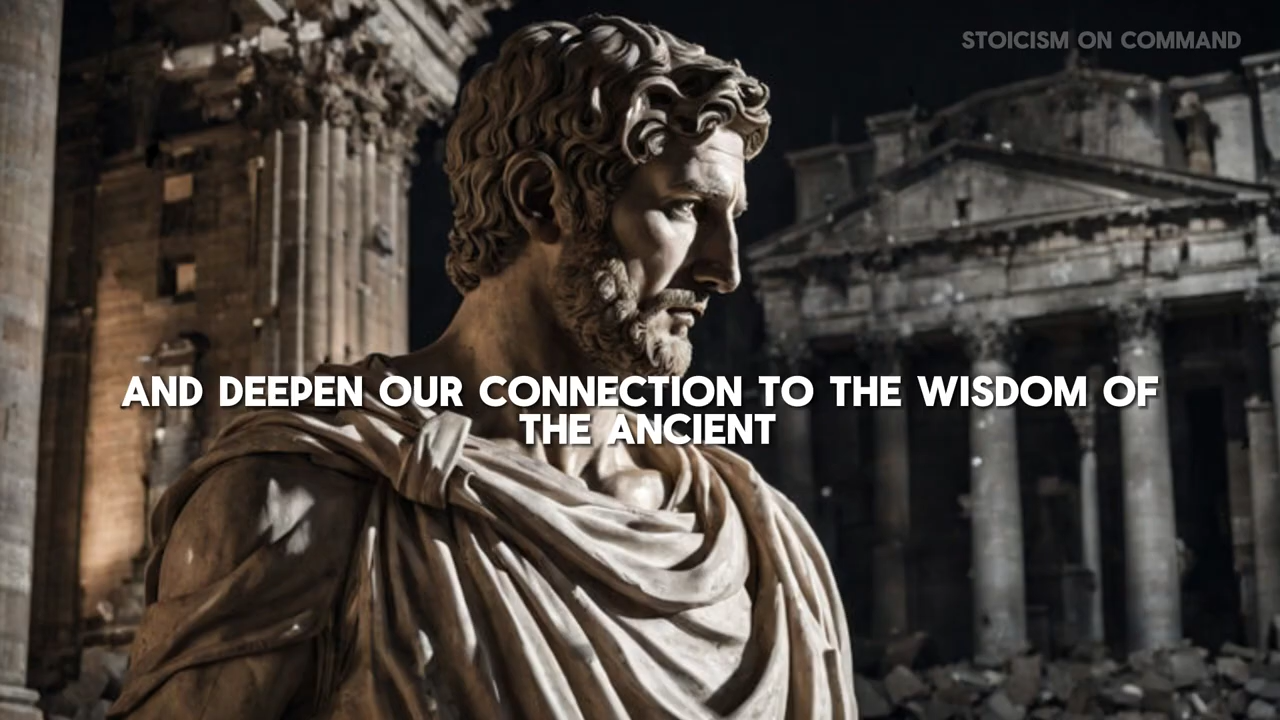 STOICISM ON COMMAND
AND DEEPEN OUR CONNECTION TO THE WISDOM OF
THE ANCIENT